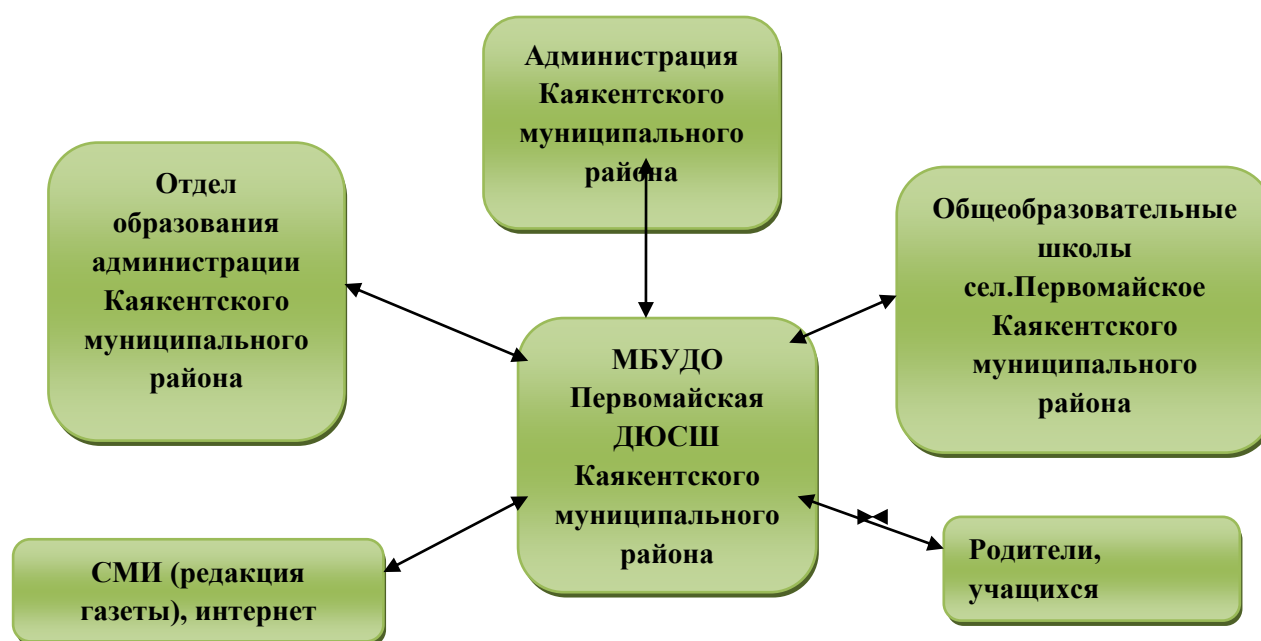 Администрация
Каякентского
муниципального
района
Отдел
образования
администрации
Каякентского
муниципального
района
Общеобразовательные
школы
сел.Первомайское
Каякентского
муниципального
района
МБУДО
Первомайская
ДЮСШ
Каякентского
муниципального
района
СМИ (редакция
газеты), интернет
Родители,
учащихся